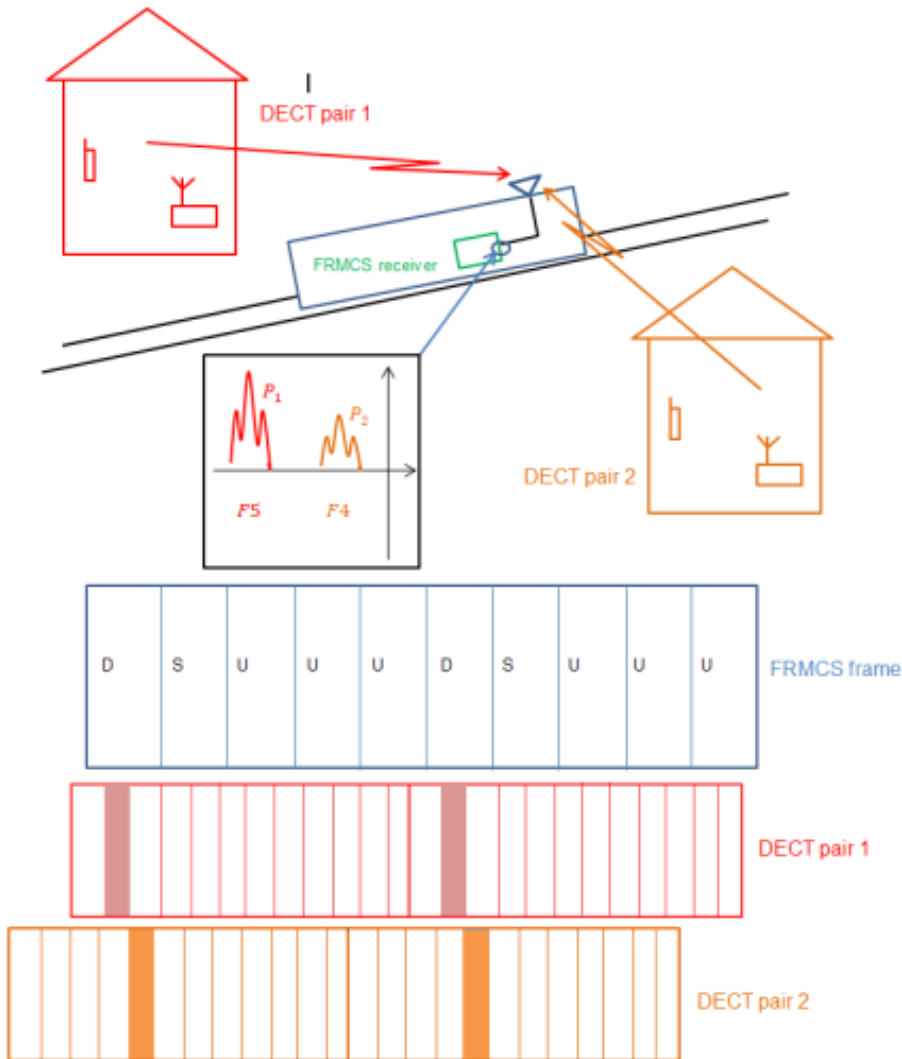 |
DECT pair 1
FRMCS receiver
P₁
P₂
F5
F4
DECT pair 2
D S U U U D S U U U
FRMCS frame
DECT pair 1
DECT pair 2